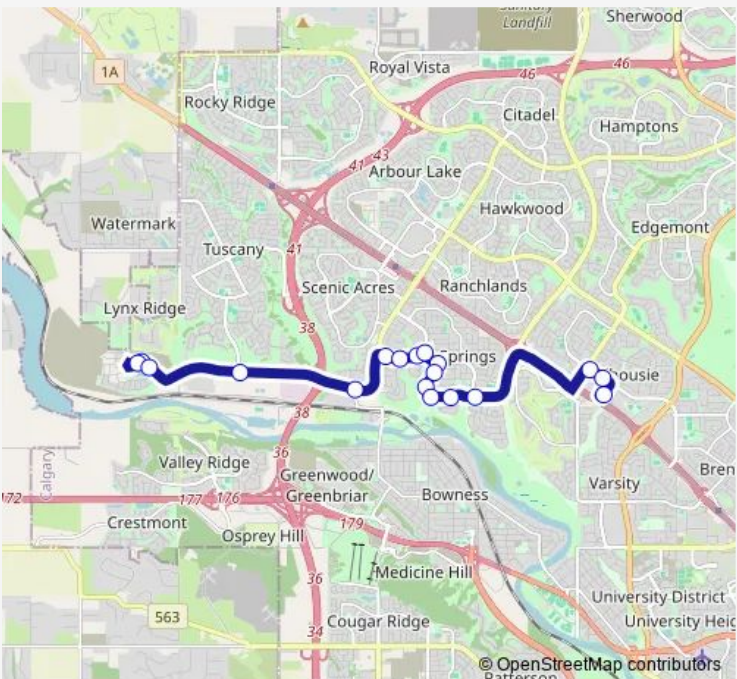 Sherwood
Landfill
1A
Royal Vista
46
46
Rocky Ridge
Citadel
Hamptons
43
41
Arbour Lake
Hawkwood
Watermark
Edgemont
Tuscany
41
Scenic Acres
Ranchlands
Lynx Ridge
38
Springs
housie
38
Calgary
Valley Ridge
36
Greenwood/
Greenbriar
Bowness
Varsity
Bren
172
177
176
Crestmont
Osprey Hill
179
36
Medicine Hill
563
University District
University Heig
Cougar Ridge
34
© OpenStreetMap contributors